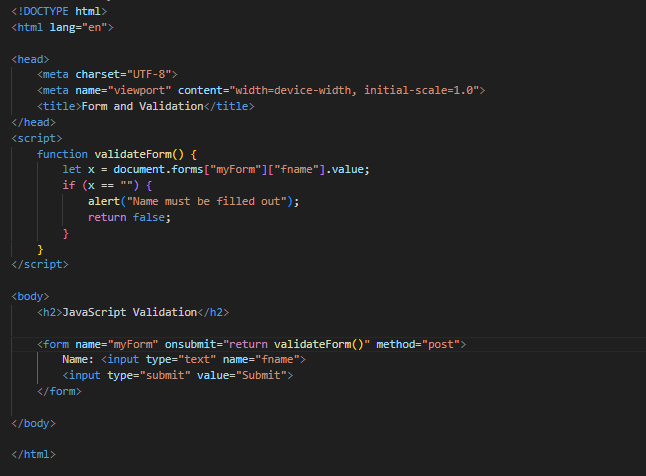 <!DOCTYPE html>
<html lang="en">
<head>
<meta charset="UTF-8">
<meta name="viewport" content="width=device-width, initial-scale=1.0">
<title>Form and Validation</title>
</head>
<script>
function validateForm() {
let x = document.forms["myForm"]["fname"].value;
if (x == "") {
alert("Name must be filled out");
return false;
}
}
</script>
<body>
<h2>JavaScript Validation</h2>
<form name="myForm" onsubmit="return validateForm()" method="post">
Name: <input type="text" name="fname">
<input type="submit" value="Submit">
</form>
</body>
</html>